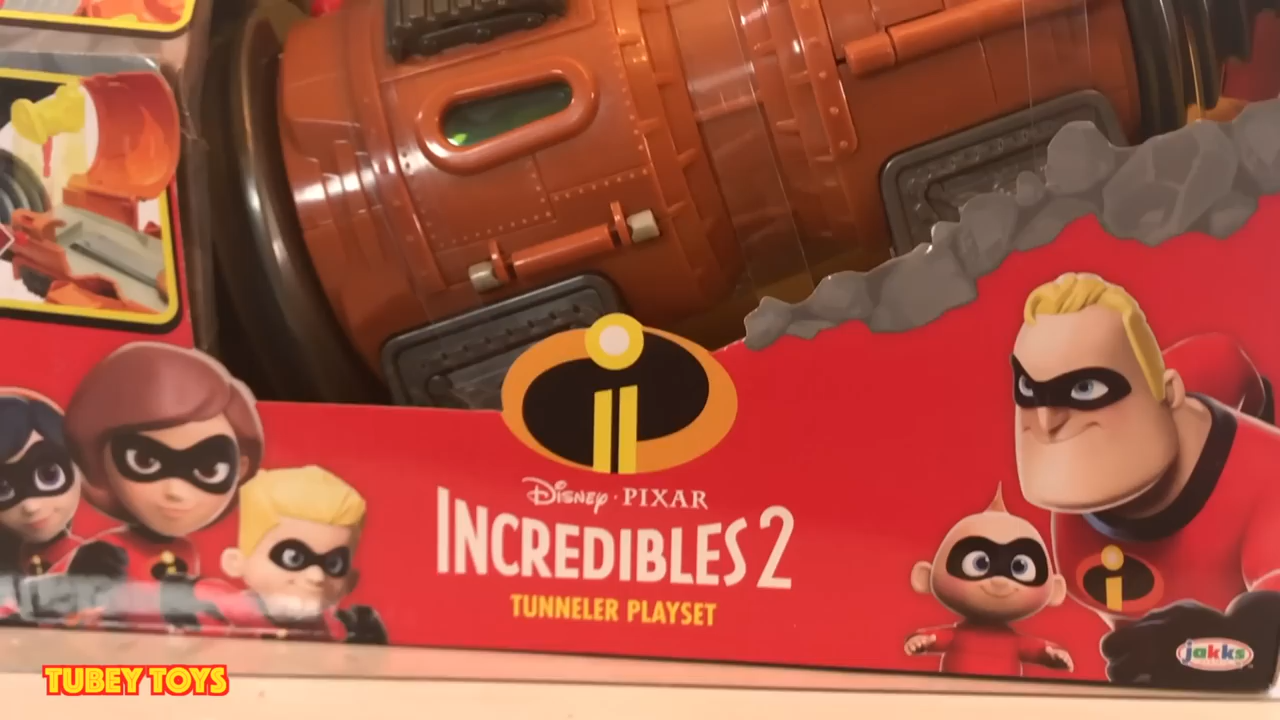 DISNEY · PIXAR
INCREDIBLES 2
TUNNELER PLAYSET
jakks
TUBEY TOYS